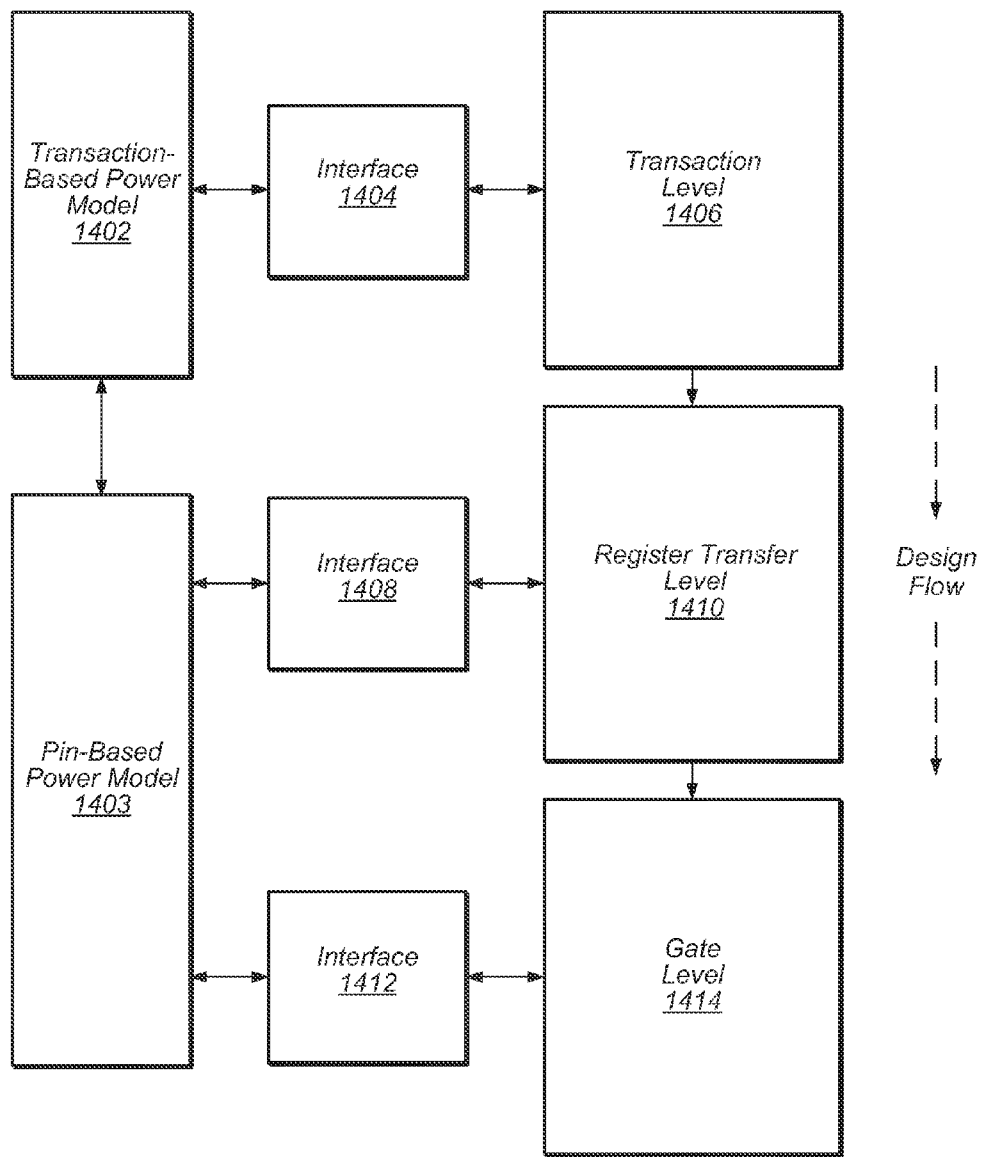 Transaction-
Based Power
Model
1402
Interface
1404
Transaction
Level
1406
Interface
1408
Register Transfer
Level
1410
Design
Flow
Pin-Based
Power Model
1403
Interface
1412
Gate
Level
1414